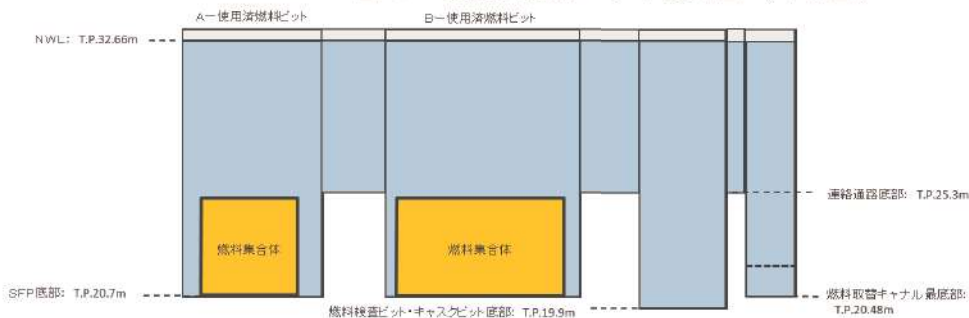 A－使用済燃料ピット
B－使用済燃料ピット
NWL: T.P.32.66m
連絡通路底部: T.P.25.3m
燃料集合体
燃料集合体
SFP底部: T.P.20.7m
燃料検査ピット・キャスクピット底部: T.P.19.9m
燃料取替キャナル最底部:
T.P.20.48m